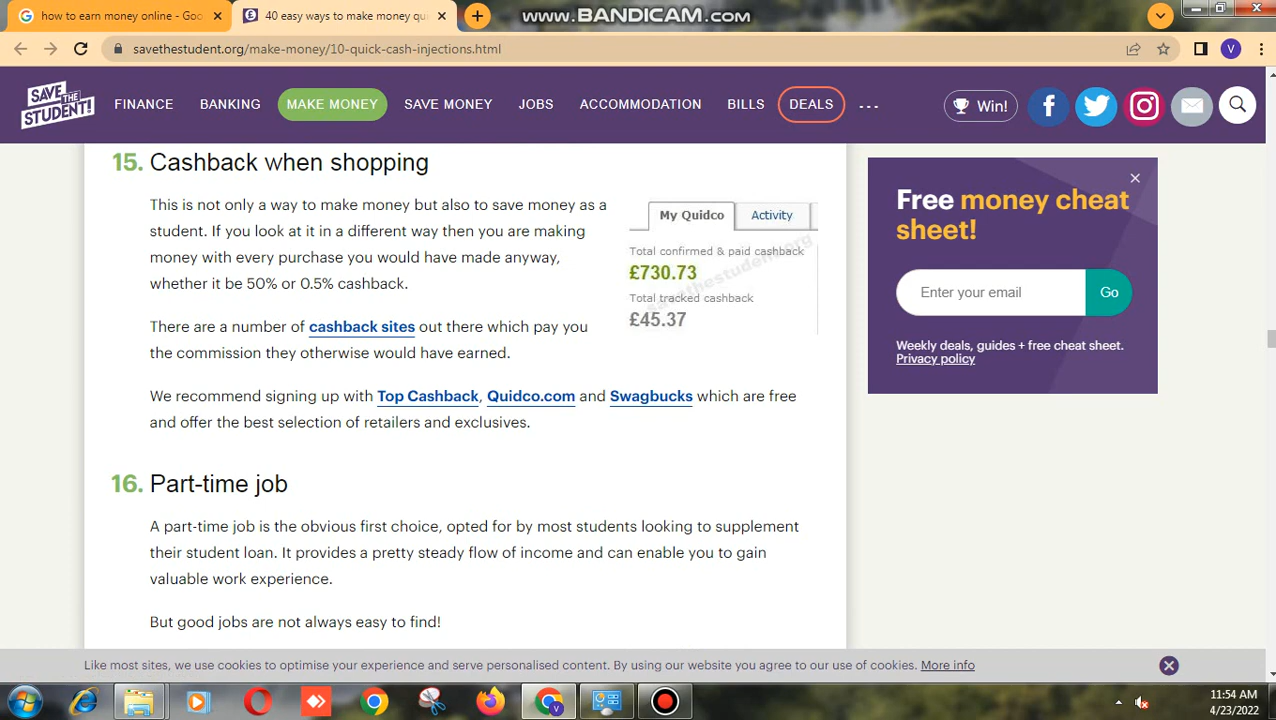 how to earn money online - Goo
40 easy ways to make money qu
www.BANDICAM.com
savethestudent.org/make-money/10-quick-cash-injections.html
V
SAVE THE STUDENT!
FINANCE
BANKING
MAKE MONEY
SAVE MONEY
JOBS
ACCOMMODATION
BILLS
DEALS
...
Win!
15. Cashback when shopping
This is not only a way to make money but also to save money as a
student. If you look at it in a different way then you are making
money with every purchase you would have made anyway,
whether it be 50% or 0.5% cashback.
My Quidco
Activity
Total confirmed & paid cashback
£730.73
Total tracked cashback
£45.37
savethestudent.org
There are a number of cashback sites out there which pay you
the commission they otherwise would have earned.
We recommend signing up with Top Cashback, Quidco.com and Swagbucks which are free
and offer the best selection of retailers and exclusives.
16. Part-time job
A part-time job is the obvious first choice, opted for by most students looking to supplement
their student loan. It provides a pretty steady flow of income and can enable you to gain
valuable work experience.
But good jobs are not always easy to find!
Free money cheat
sheet!
Enter your email
Go
Weekly deals, guides + free cheat sheet.
Privacy policy
Like most sites, we use cookies to optimise your experience and serve personalised content. By using our website you agree to our use of cookies. More info
11:54 AM
4/23/2022